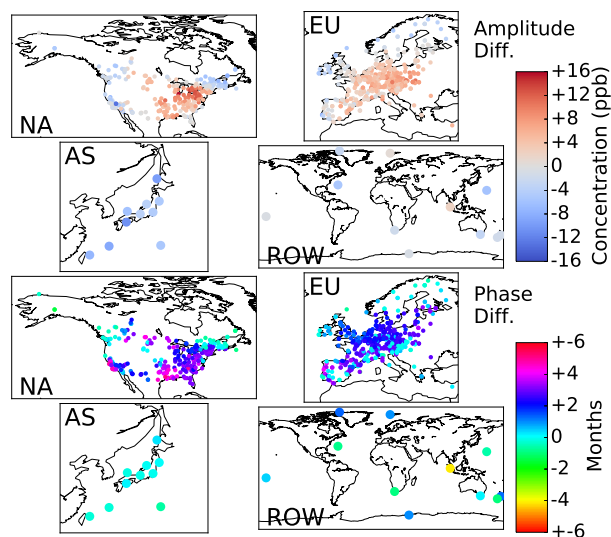 NA
EU
Amplitude
Diff.
AS
ROW
+16
+12
+8
+4
0
-4
-8
-12
-16
Concentration (ppb)
NA
EU
Phase
Diff.
AS
ROW
+-6
+4
+2
0
-2
-4
+-6
Months